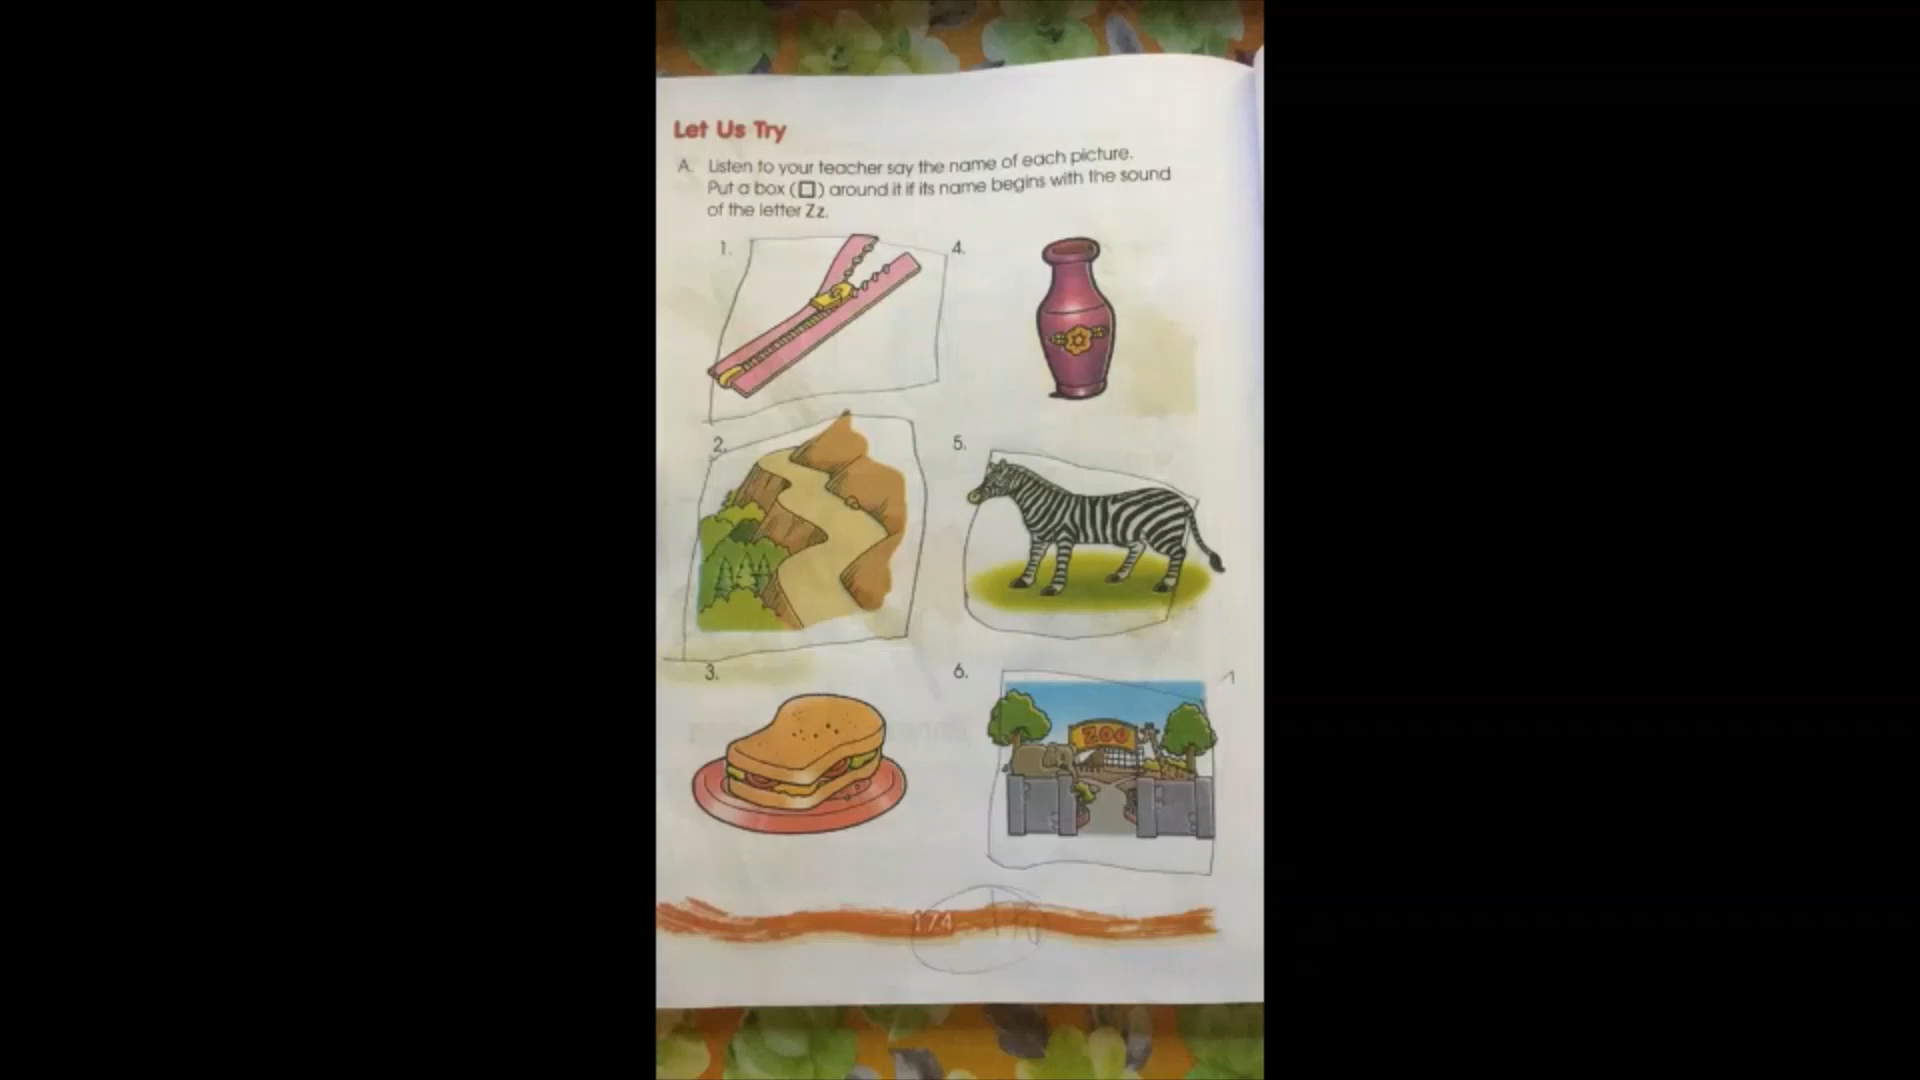 Let Us Try
A. Listen to your teacher say the name of each picture.
Put a box (□) around it if its name begins with the sound
of the letter Zz.
1.
4.
2.
5.
3.
6.
ZOO
174